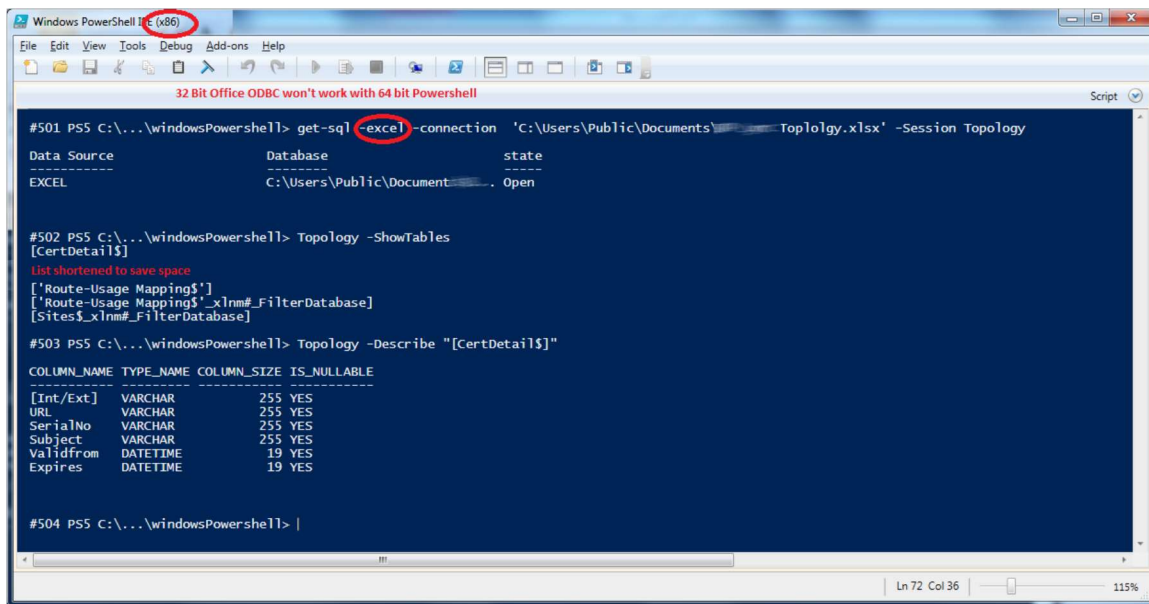 Windows PowerShell ISE (x86)
File Edit View Tools Debug Add-ons Help
32 Bit Office ODBC won't work with 64 bit Powershell
Script
#501 PS5 C:\...\windowsPowershell> get-sql -excel -connection 'C:\Users\Public\Documents\ Toplolgy.xlsx' -Session Topology
Data Source Database state
----------- -------- -----
EXCEL C:\Users\Public\Document . Open
#502 PS5 C:\...\windowsPowershell> Topology -ShowTables
[CertDetail$]
List shortened to save space
['Route-Usage Mapping$']
['Route-Usage Mapping$'_xlnm#_FilterDatabase]
[Sites$_xlnm#_FilterDatabase]
#503 PS5 C:\...\windowsPowershell> Topology -Describe "[CertDetail$]"
COLUMN_NAME TYPE_NAME COLUMN_SIZE IS_NULLABLE
----------- --------- ----------- -----------
[Int/Ext] VARCHAR 255 YES
URL VARCHAR 255 YES
SerialNo VARCHAR 255 YES
Subject VARCHAR 255 YES
Validfrom DATETIME 19 YES
Expires DATETIME 19 YES
#504 PS5 C:\...\windowsPowershell>
Ln 72 Col 36 115%